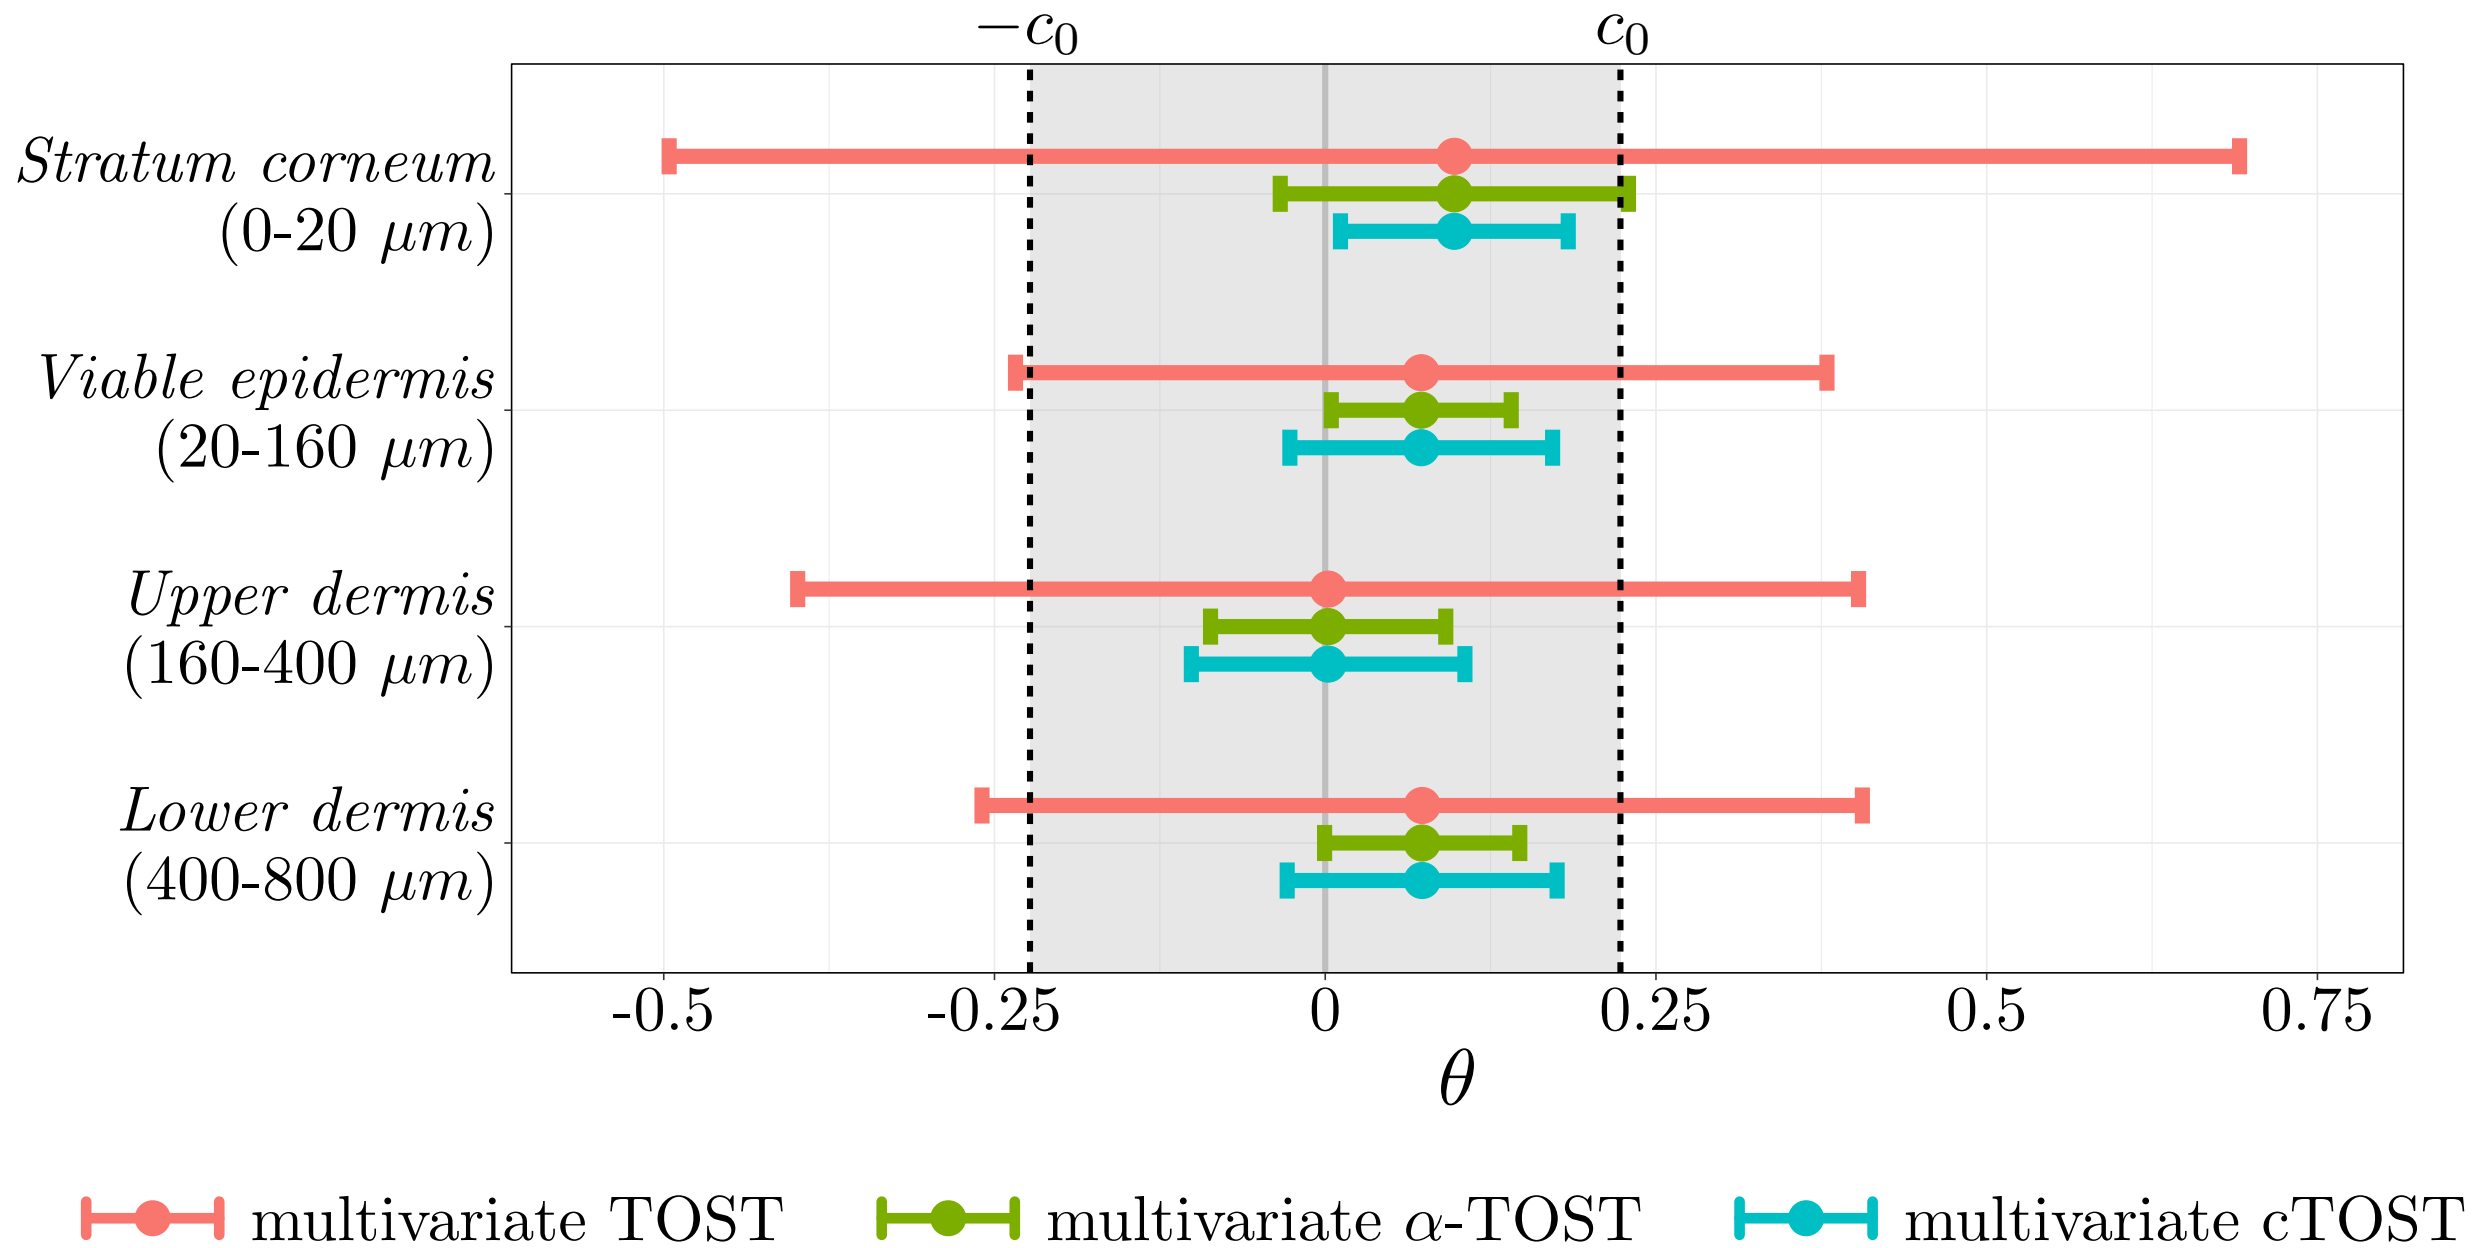 −c₀ c₀
Stratum corneum
(0-20 μm)
Viable epidermis
(20-160 μm)
Upper dermis
(160-400 μm)
Lower dermis
(400-800 μm)
-0.5 -0.25 0 0.25 0.5 0.75
θ
multivariate TOST multivariate α-TOST multivariate cTOST